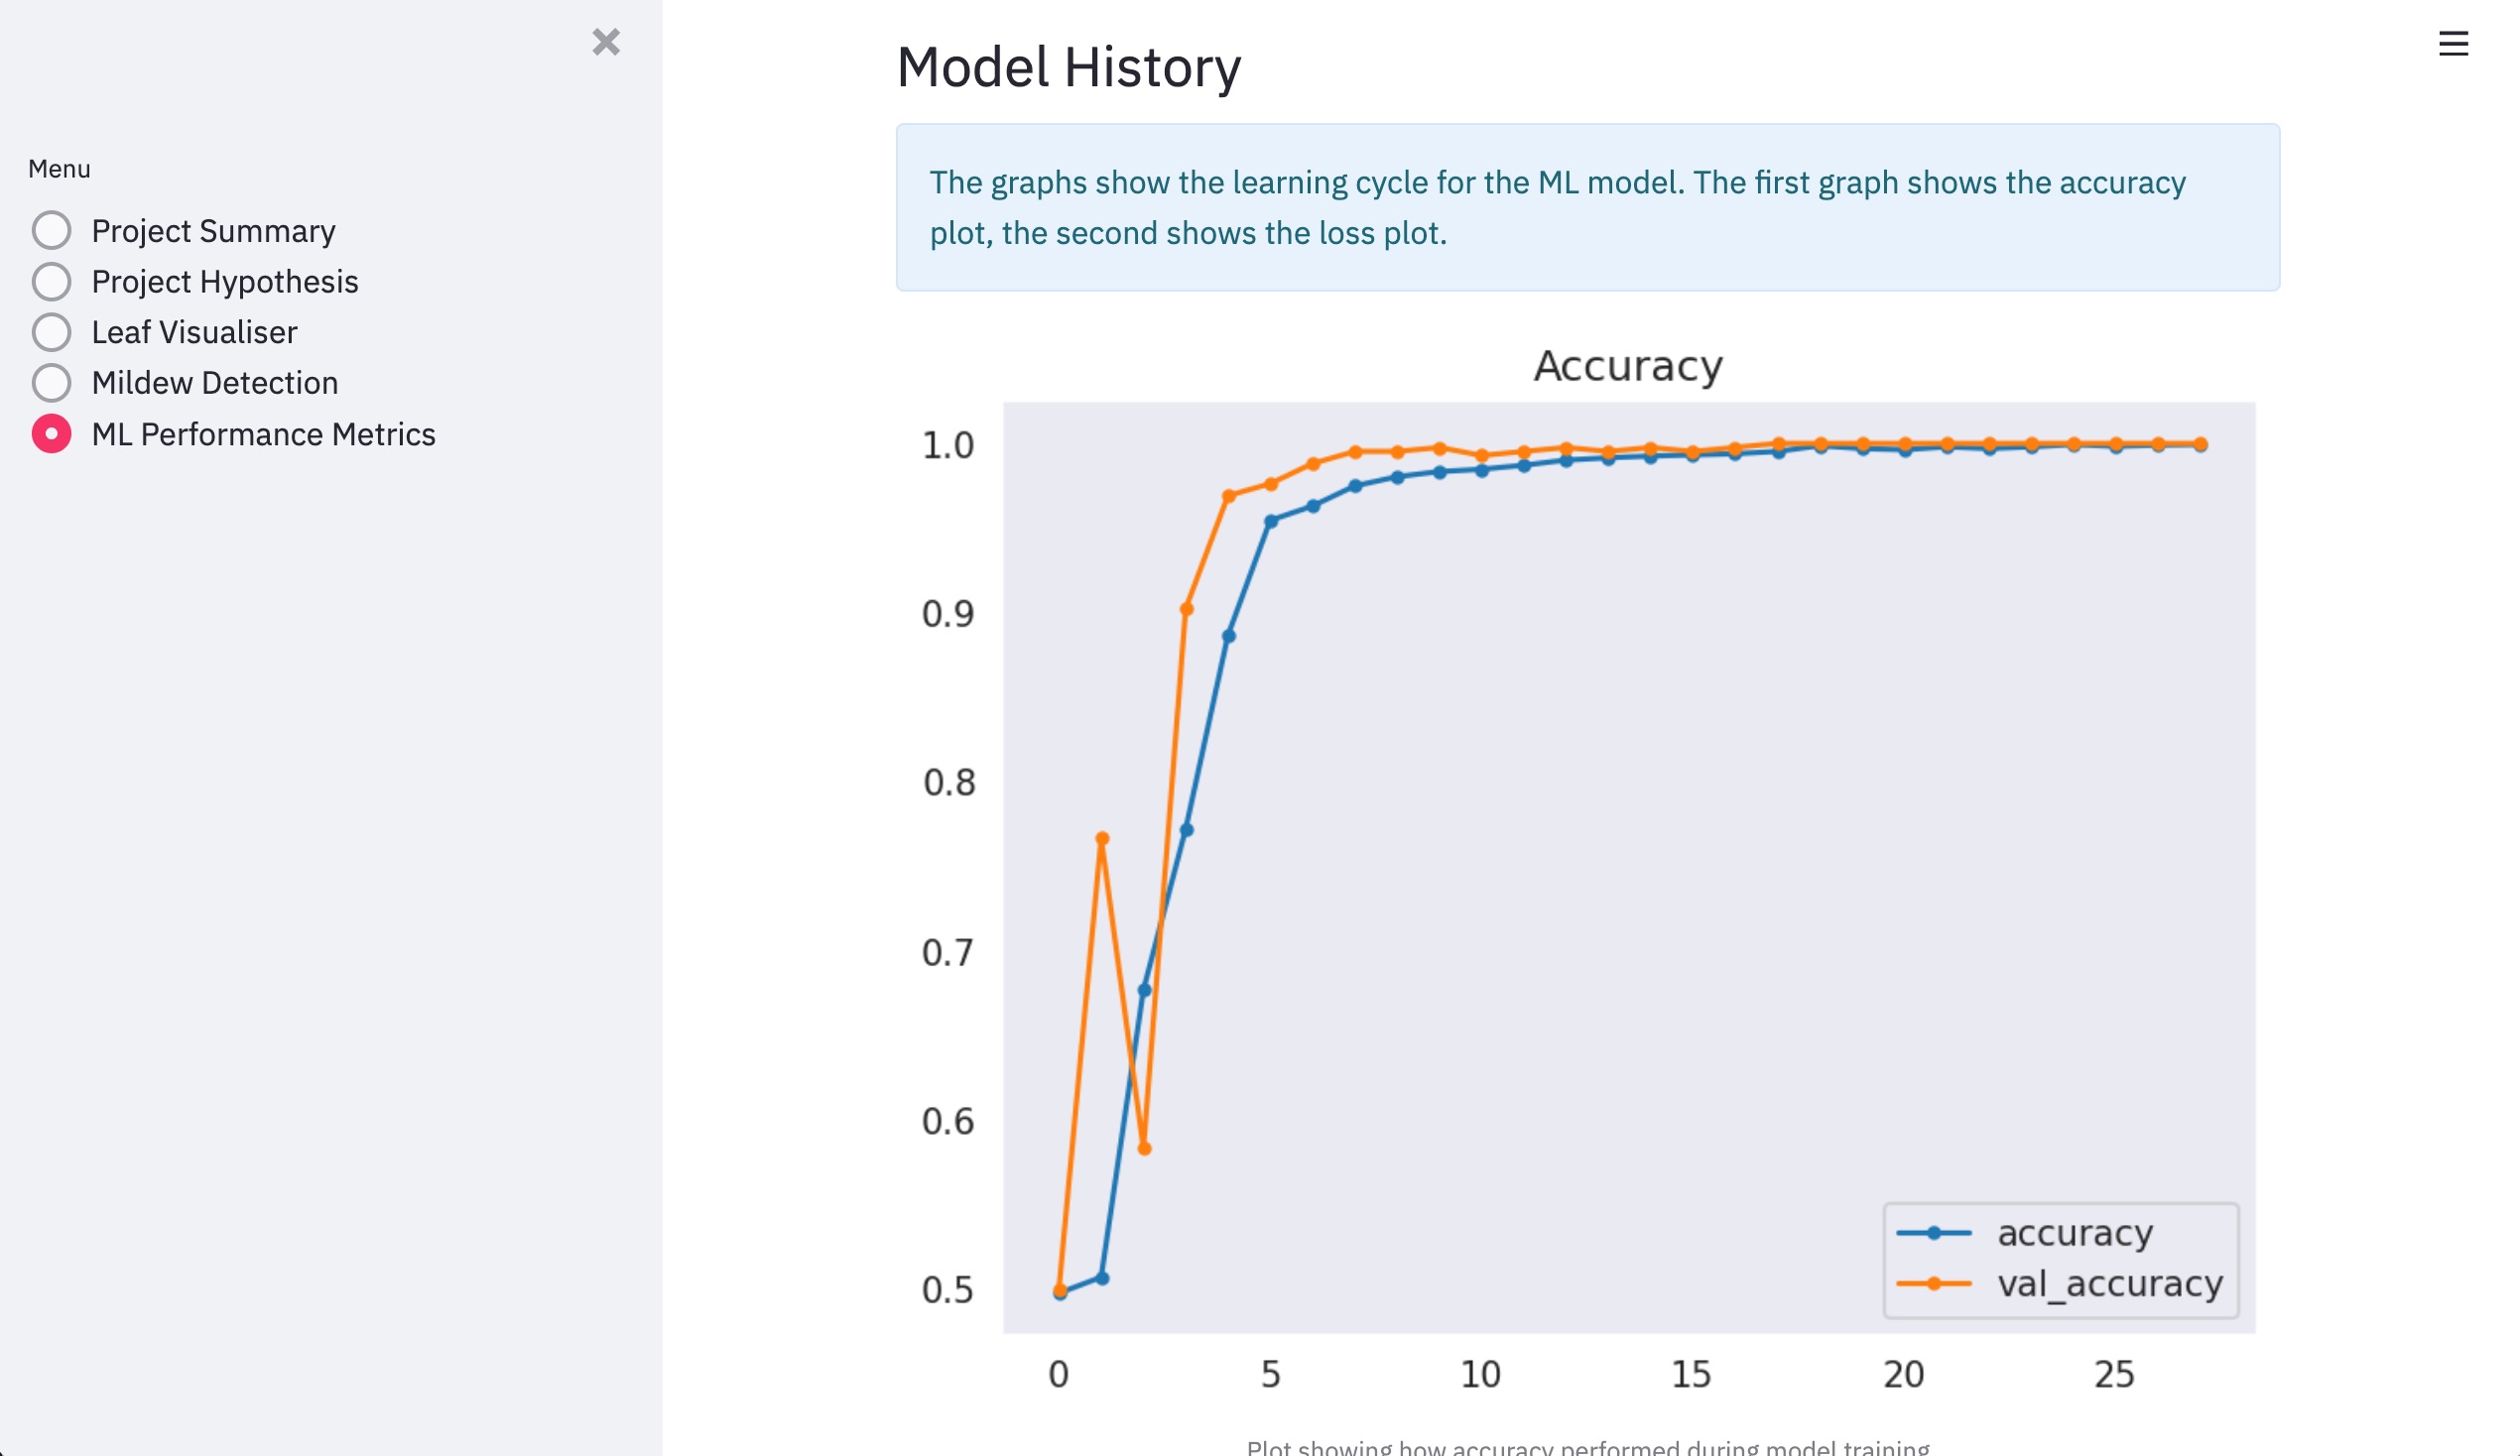 Menu
Project Summary
Project Hypothesis
Leaf Visualiser
Mildew Detection
ML Performance Metrics
Model History
The graphs show the learning cycle for the ML model. The first graph shows the accuracy
plot, the second shows the loss plot.
Accuracy
1.0
0.9
0.8
0.7
0.6
0.5
accuracy
val_accuracy
0 5 10 15 20 25
Plot showing how accuracy performed during model training